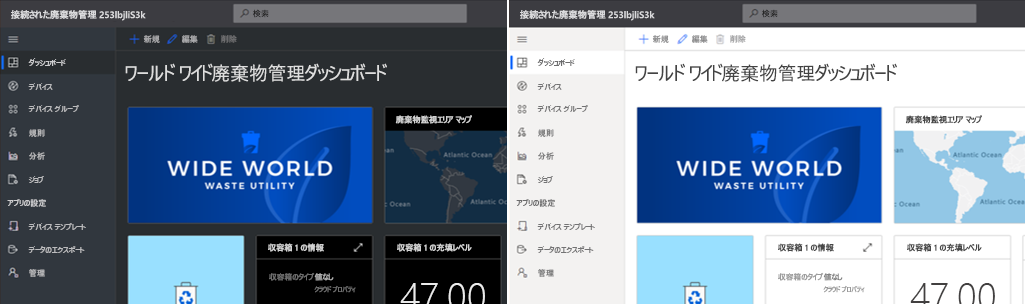 接続された廃棄物管理 253lbjliS3k
検索
新規 編集 削除
ダッシュボード
デバイス
デバイス グループ
規則
分析
ジョブ
アプリの設定
デバイス テンプレート
データのエクスポート
管理
ワールド ワイド廃棄物管理ダッシュボード
WIDE WORLD
WASTE UTILITY
廃棄物監視エリア マップ
Atlantic Ocean
Atlantic
Ocean
収容箱 1 の情報
収容箱のタイプ 値なし
クラウド プロパティ
収容箱 1 の充填レベル
47.00
接続された廃棄物管理 253lbjliS3k
検索
新規 編集 削除
ダッシュボード
デバイス
デバイス グループ
規則
分析
ジョブ
アプリの設定
デバイス テンプレート
データのエクスポート
管理
ワールド ワイド廃棄物管理ダッシュボード
WIDE WORLD
WASTE UTILITY
廃棄物監視エリア マップ
Atlantic Ocean
Atlantic
Ocean
収容箱 1 の情報
収容箱のタイプ 値なし
クラウド プロパティ
収容箱 1 の充填レベル
47.00